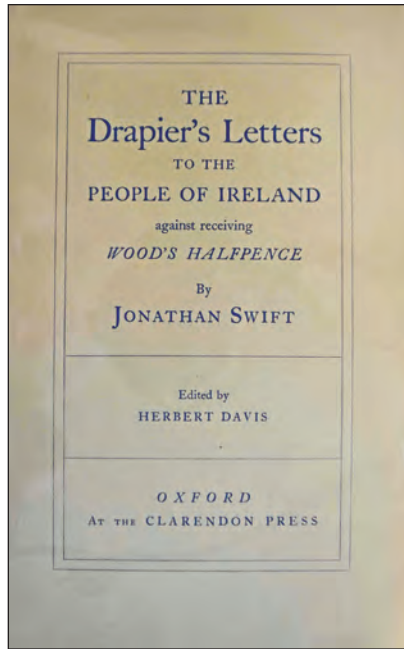 THE
Drapier's Letters
TO THE
PEOPLE OF IRELAND
against receiving
WOOD'S HALFPENCE
By
JONATHAN SWIFT
Edited by
HERBERT DAVIS
OXFORD
AT THE CLARENDON PRESS